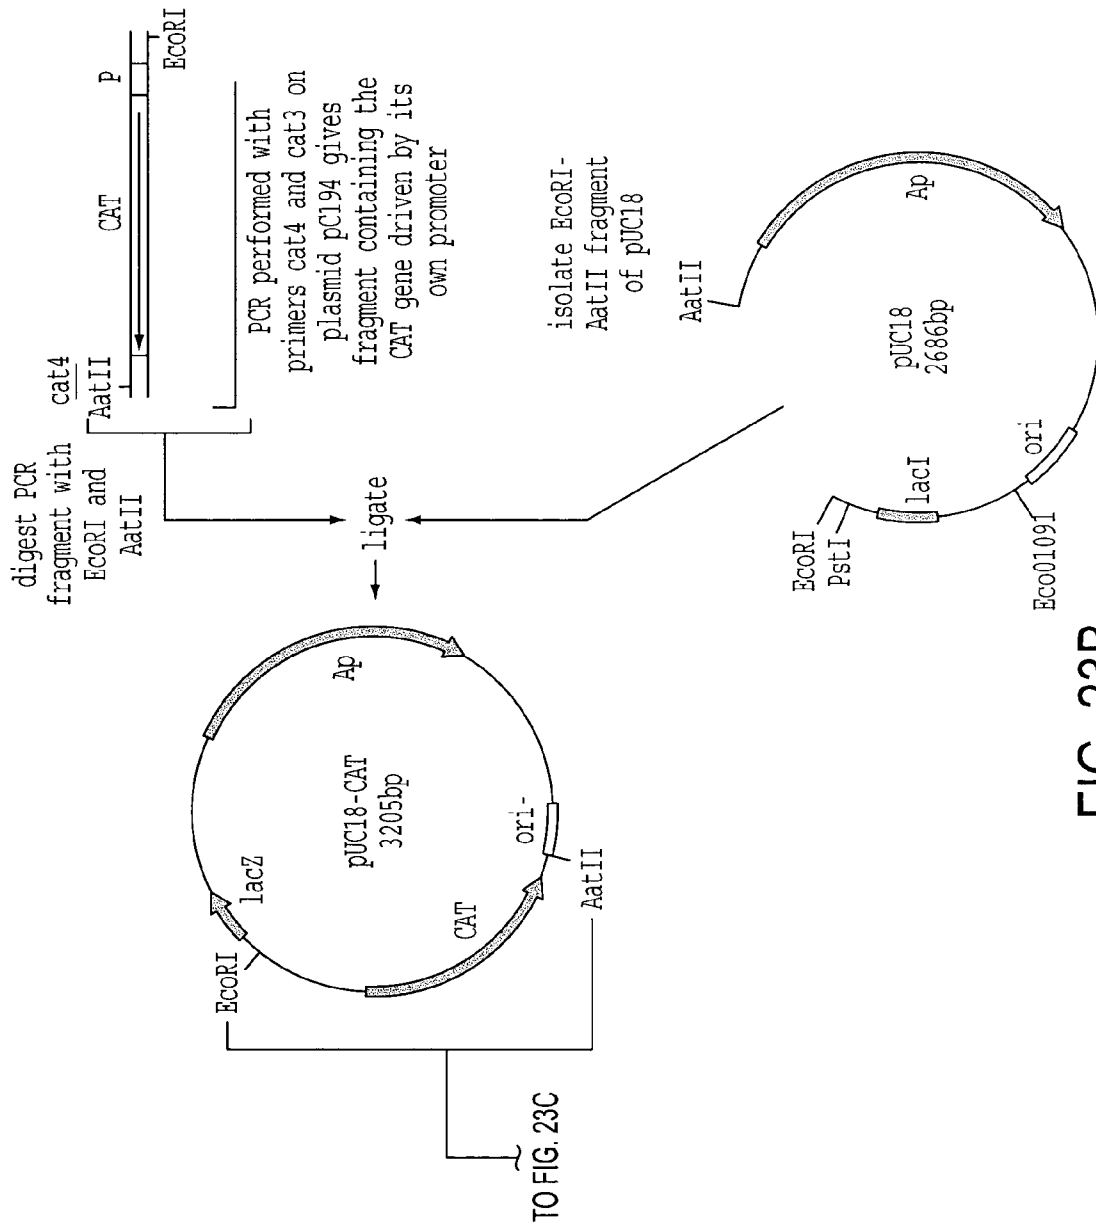 digest PCR
fragment with
EcoRI and
AatII
cat4
AatII
CAT
p
EcoRI
PCR performed with
primers cat4 and cat3 on
plasmid pC194 gives
fragment containing the
CAT gene driven by its
own promoter
ligate
isolate EcoRI-
AatII fragment
of pUC18
EcoRI
lacZ
Ap
pUC18-CAT
3205bp
CAT
ori-
AatII
TO FIG. 23C
AatII
Ap
pUC18
2686bp
EcoRI
PstI
lacI
ori
EcoO109I
FIG. 23B